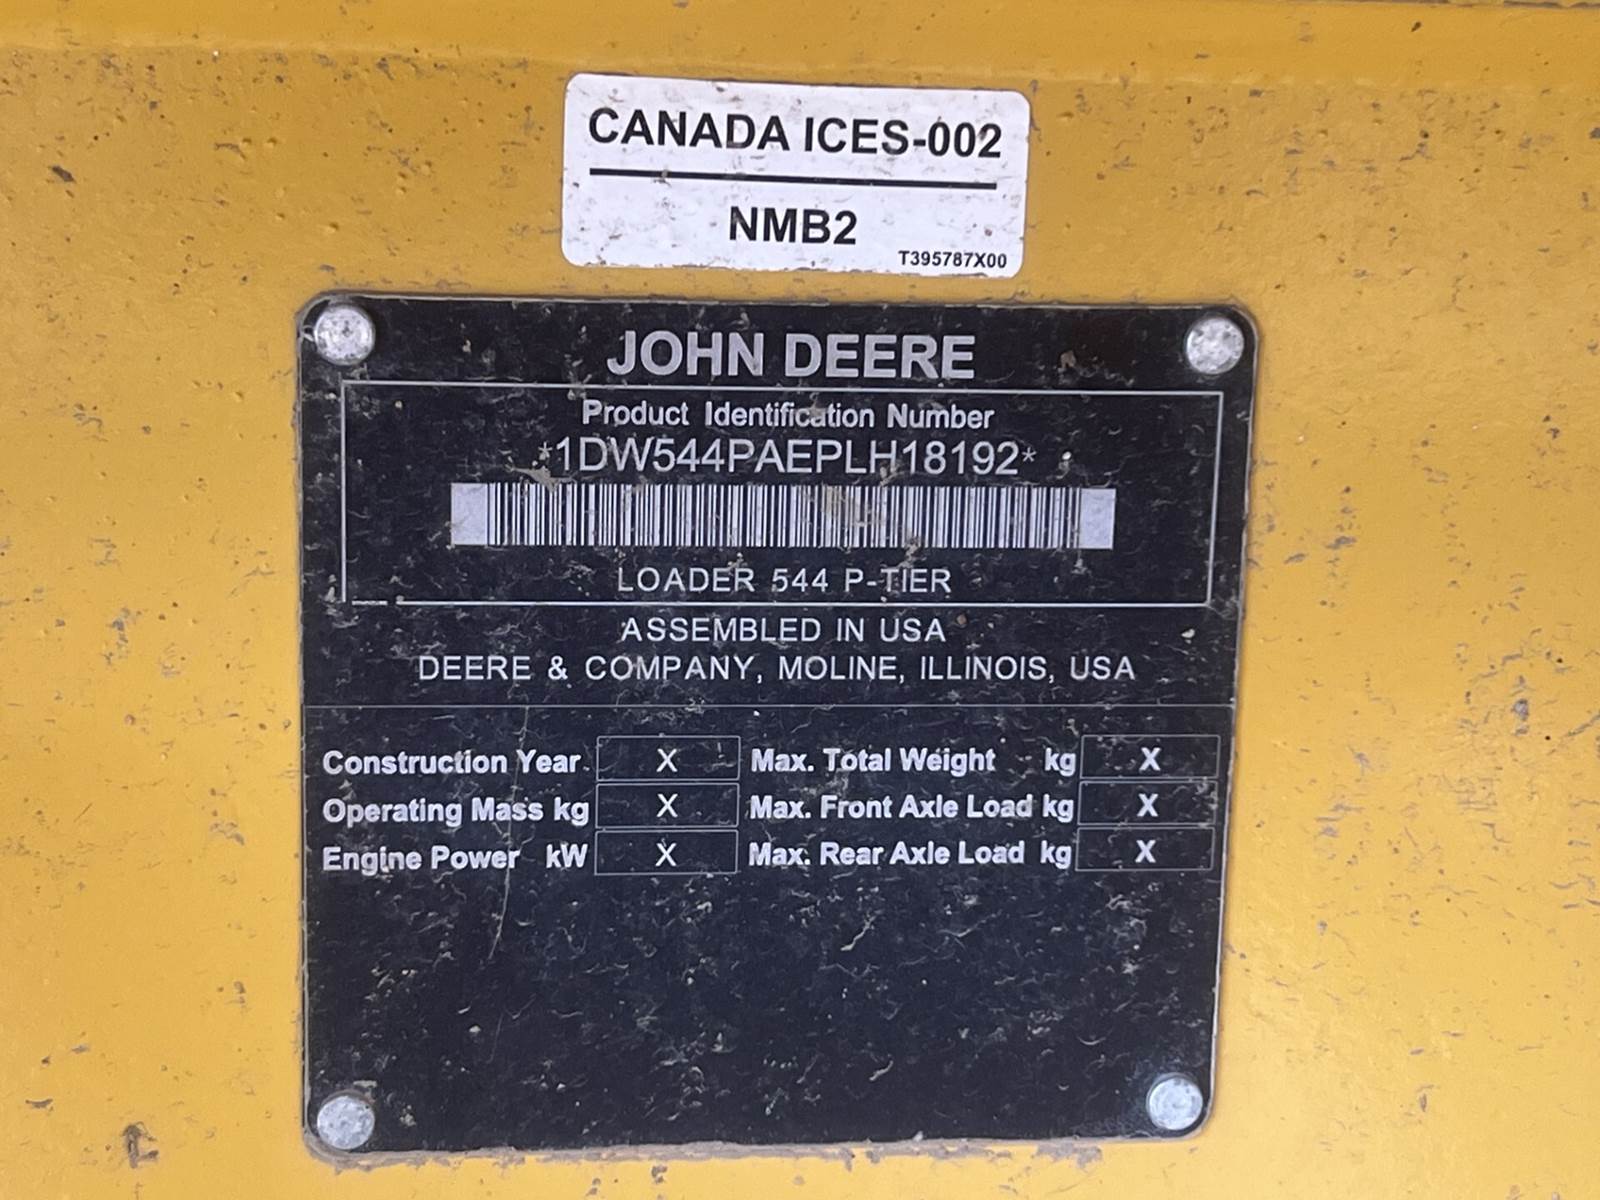 CANADA ICES-002
NMB2
T395787X00
JOHN DEERE
Product Identification Number
*1DW544PAEPLH18192*
LOADER 544 P-TIER
ASSEMBLED IN USA
DEERE & COMPANY, MOLINE, ILLINOIS, USA
Construction Year X Max. Total Weight kg X
Operating Mass kg X Max. Front Axle Load kg X
Engine Power kW X Max. Rear Axle Load kg X